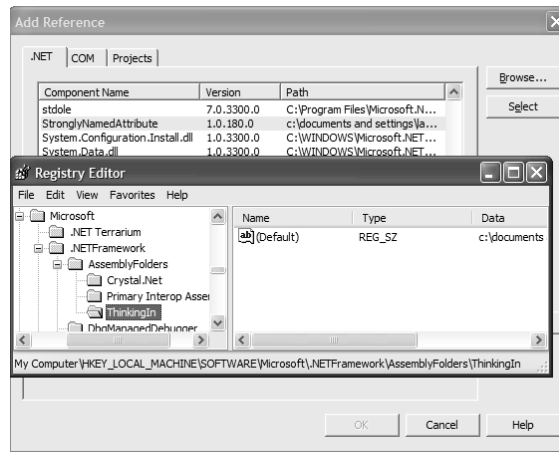 Add Reference
.NET COM Projects
Browse...
Component Name Version Path
Select
stdole 7.0.3300.0 C:\Program Files\Microsoft.N...
StronglyNamedAttribute 1.0.180.0 c:\documents and settings\la...
System.Configuration.Install.dll 1.0.3300.0 C:\WINDOWS\Microsoft.NET...
System.Data.dll 1.0.3300.0 C:\WINDOWS\Microsoft.NET...
Registry Editor
File Edit View Favorites Help
Microsoft
Name Type Data
.NET Terrarium
ab (Default) REG_SZ c:\documents
.NETFramework
AssemblyFolders
Crystal.Net
Primary Interop Asse
ThinkingIn
DbgManagedDebugger
My Computer\HKEY_LOCAL_MACHINE\SOFTWARE\Microsoft\.NETFramework\AssemblyFolders\ThinkingIn
OK Cancel Help